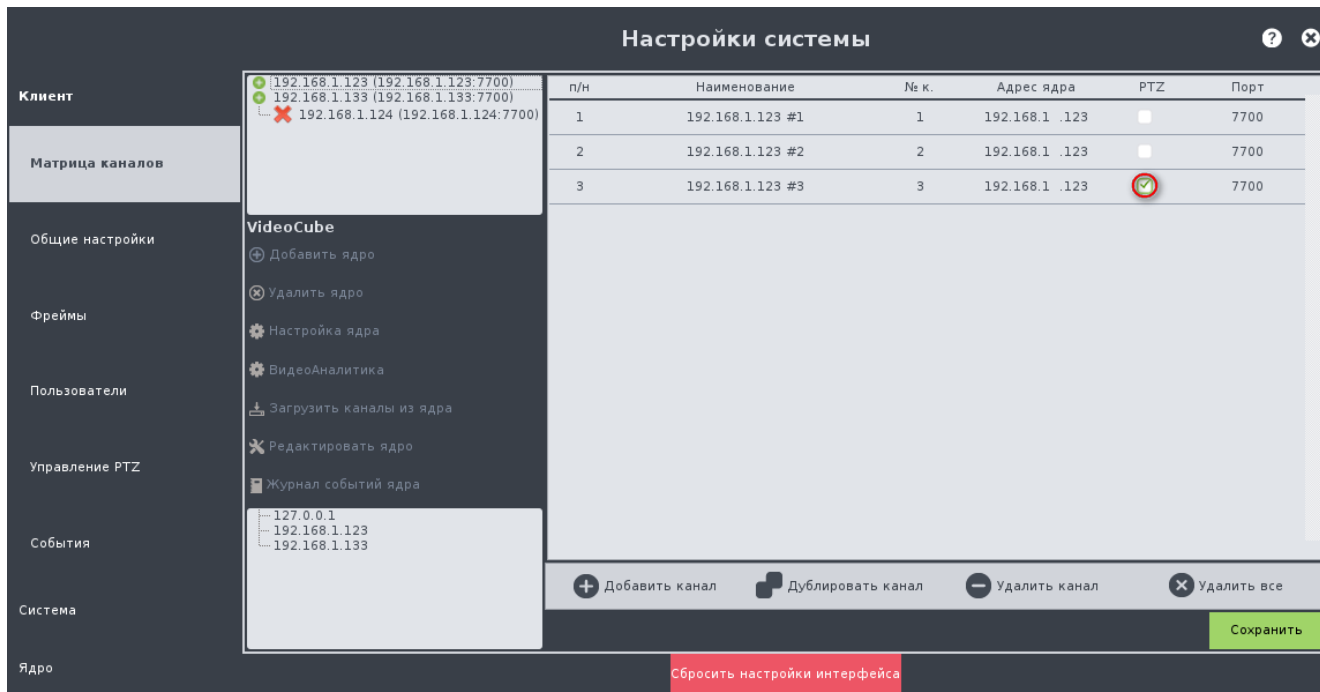 Настройки системы
Клиент
Матрица каналов
Общие настройки
Фреймы
Пользователи
Управление PTZ
События
Система
Ядро
192.168.1.123 (192.168.1.123:7700)
192.168.1.133 (192.168.1.133:7700)
192.168.1.124 (192.168.1.124:7700)
VideoCube
Добавить ядро
Удалить ядро
Настройка ядра
ВидеоАналитика
Загрузить каналы из ядра
Редактировать ядро
Журнал событий ядра
127.0.0.1
192.168.1.123
192.168.1.133
п/н Наименование № к. Адрес ядра PTZ Порт
1 192.168.1.123 #1 1 192.168.1 .123 7700
2 192.168.1.123 #2 2 192.168.1 .123 7700
3 192.168.1.123 #3 3 192.168.1 .123 7700
Добавить канал Дублировать канал Удалить канал Удалить все
Сохранить
Сбросить настройки интерфейса